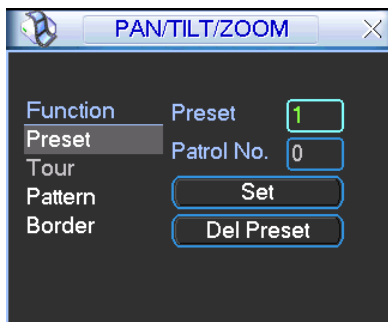 PAN/TILT/ZOOM
Function
Preset
Tour
Pattern
Border
Preset 1
Patrol No. 0
Set
Del Preset